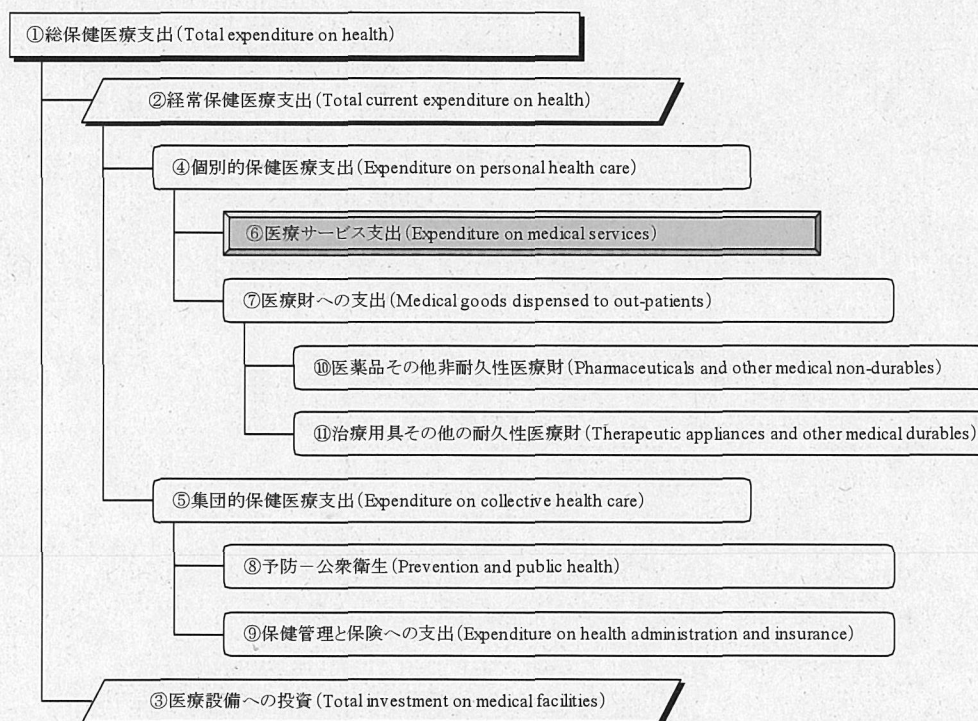 ①総保健医療支出(Total expenditure on health)
②経常保健医療支出(Total current expenditure on health)
④個別的保健医療支出(Expenditure on personal health care)
⑥医療サービス支出(Expenditure on medical services)
⑦医療財への支出(Medical goods dispensed to out-patients)
⑩医薬品その他非耐久性医療財(Pharmaceuticals and other medical non-durables)
⑪治療用具その他の耐久性医療財(Therapeutic appliances and other medical durables)
⑤集団的保健医療支出(Expenditure on collective health care)
⑧予防－公衆衛生(Prevention and public health)
⑨保健管理と保険への支出(Expenditure on health administration and insurance)
③医療設備への投資(Total investment on medical facilities)